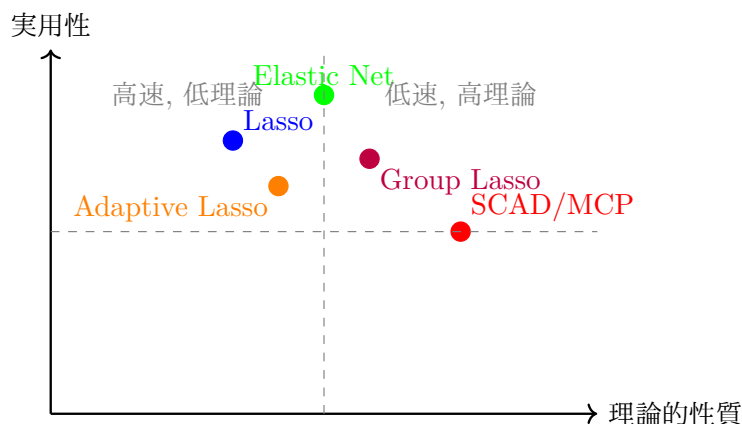 実用性
Elastic Net
高速, 低理論
低速, 高理論
Lasso
Group Lasso
Adaptive Lasso
SCAD/MCP
理論的性質